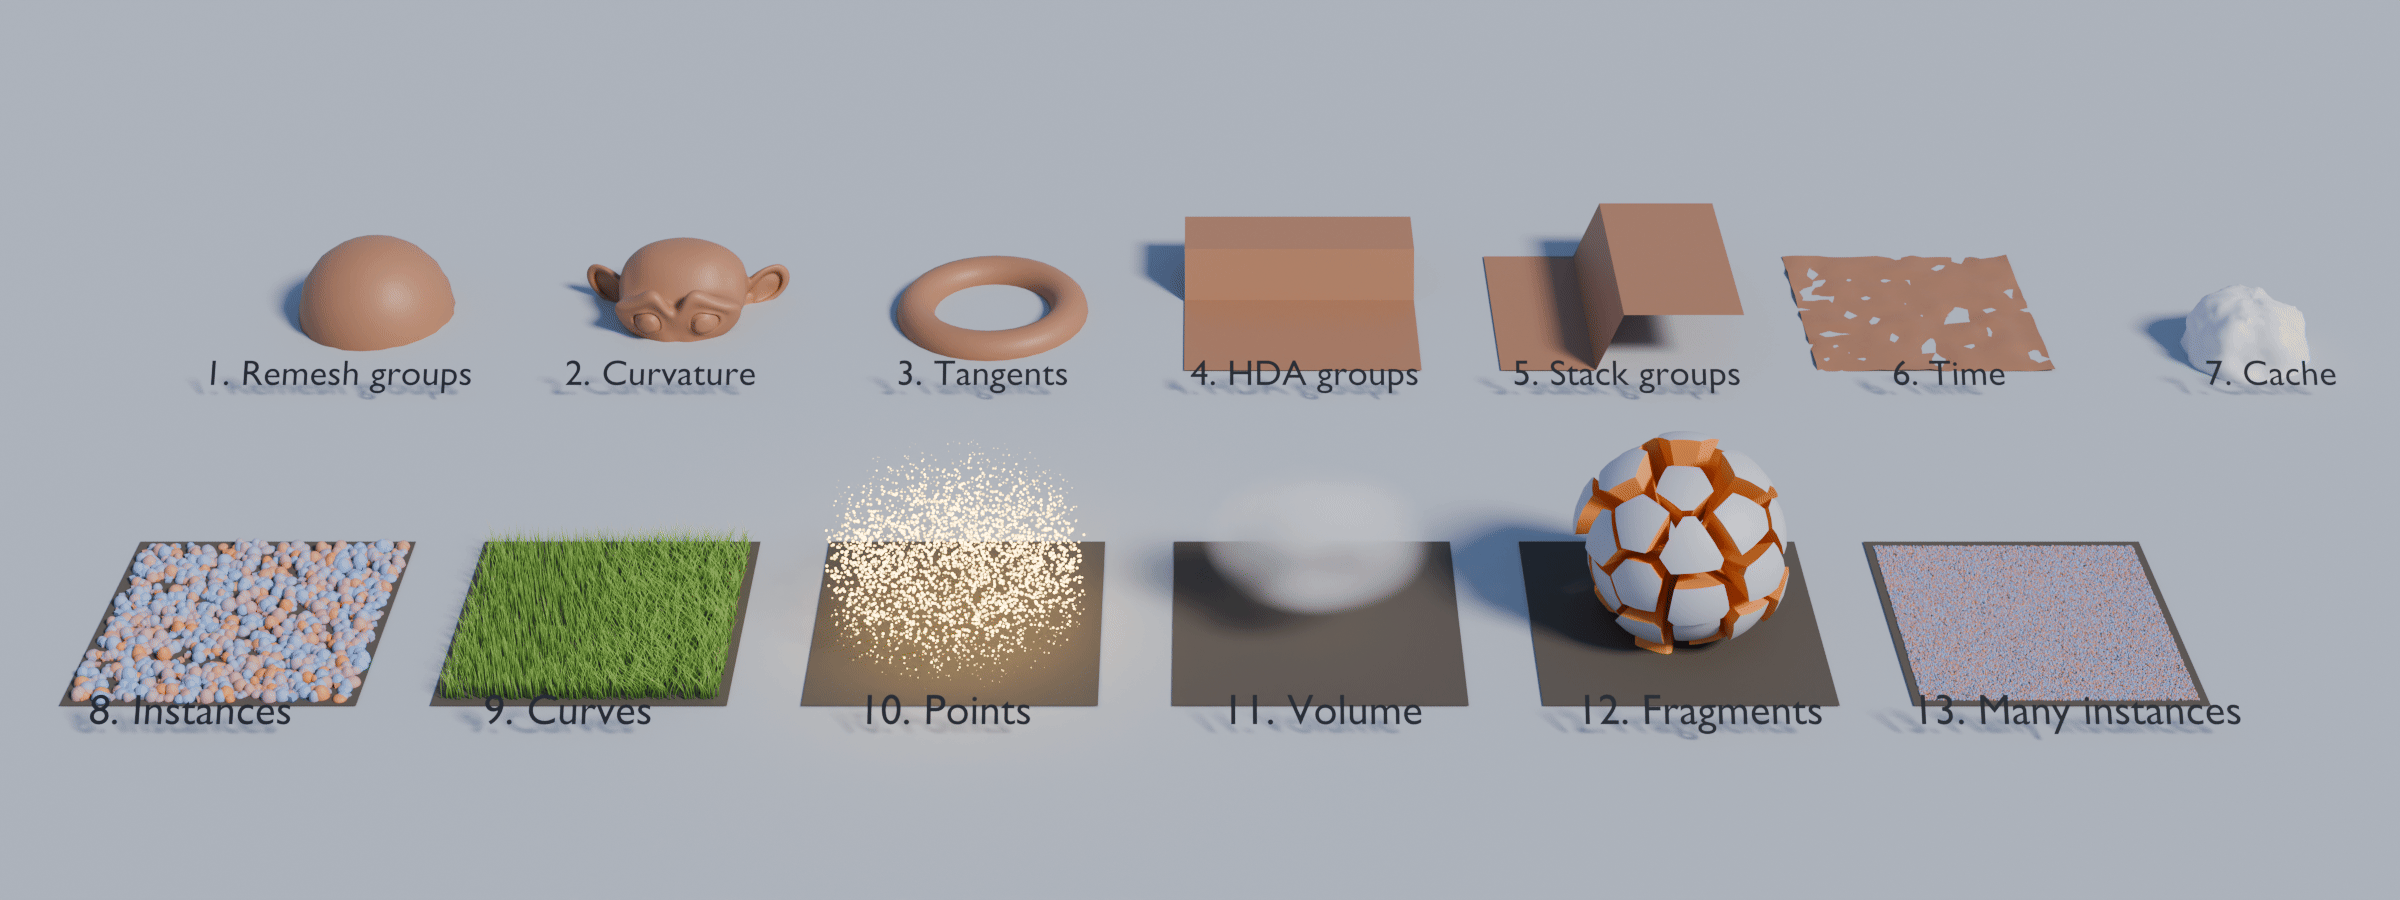 1. Remesh groups
2. Curvature
3. Tangents
4. HDA groups
5. Stack groups
6. Time
7. Cache
8. Instances
9. Curves
10. Points
11. Volume
12. Fragments
13. Many instances